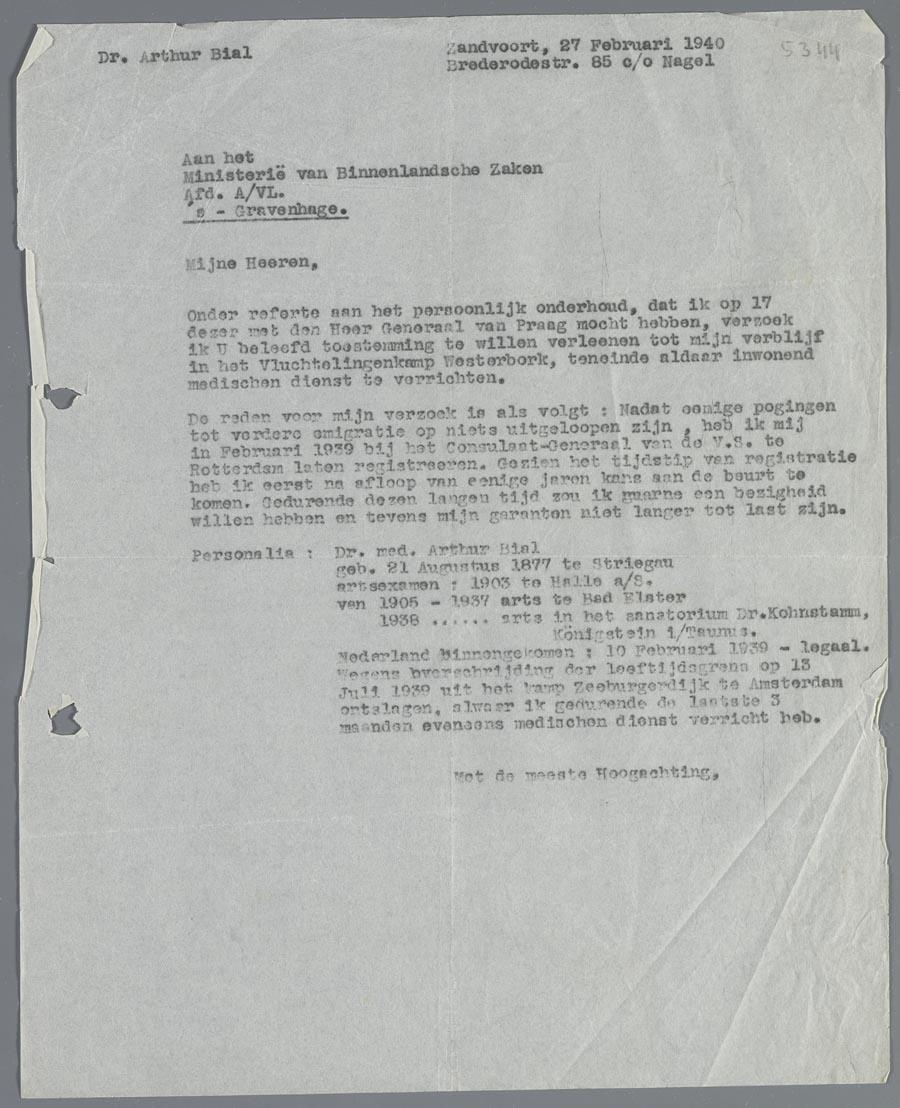 Dr. Arthur Bial
Zandvoort, 27 Februari 1940
Brederodestr. 85 c/o Nagel
5344
Aan het
Ministerië van Binnenlandsche Zaken
Afd. A/VL.
's - Gravenhage.
Mijne Heeren,
Onder referte aan het persoonlijk onderhoud, dat ik op 17
dezer met den Heer Generaal van Praag mocht hebben, verzoek
ik U beleefd toestemming te willen verleenen tot mijn verblijf
in het Vluchtelingenkamp Westerbork, teneinde aldaar inwonend
medischen dienst te verrichten.
De reden voor mijn verzoek is als volgt : Nadat eenige pogingen
tot verdere emigratie op niets uitgeloopen zijn , heb ik mij
in Februari 1939 bij het Consulaat-Generaal van de V.S. te
Rotterdam laten registreeren. Gezien het tijdstip van registratie
heb ik eerst na afloop van eenige jaren kans aan de beurt te
komen. Gedurende dezen langen tijd zou ik gaarne een bezigheid
willen hebben en tevens mijn garanten niet langer tot last zijn.
Personalia : Dr. med. Arthur Bial
geb. 21 Augustus 1877 te Striegau
artsexamen : 1903 te Halle a/S.
van 1905 - 1937 arts te Bad Elster
1938 ...... arts in het sanatorium Dr.Kohnstamm,
Königstein i/Taunus.
Nederland binnengekomen : 10 Februari 1939 - legaal.
Wegens overschrijding der leeftijdsgrens op 13
Juli 1939 uit het kamp Zeeburgerdijk te Amsterdam
ontslagen, alwaar ik gedurende de laatste 3
maanden eveneens medischen dienst verricht heb.
Met de meeste Hoogachting,